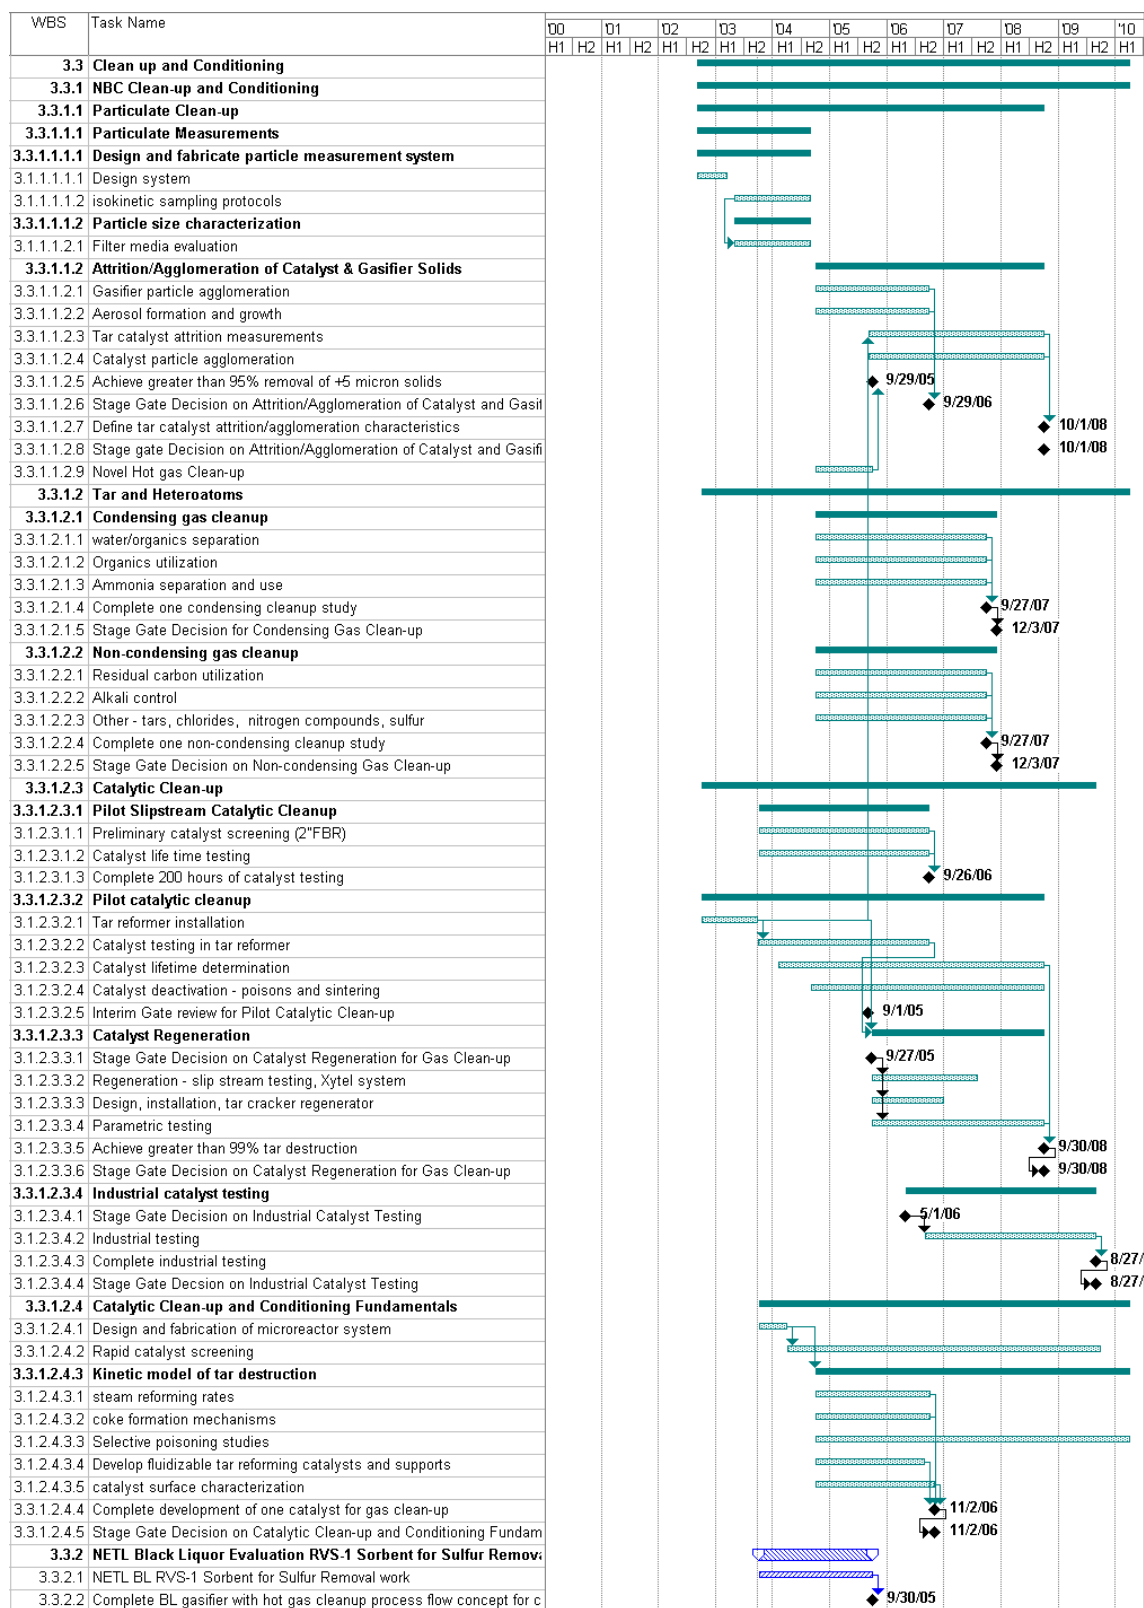 WBS Task Name '00 '01 '02 '03 '04 '05 '06 '07 '08 '09 '10
H1 H2 H1 H2 H1 H2 H1 H2 H1 H2 H1 H2 H1 H2 H1 H2 H1 H2 H1 H2 H1
3.3 Clean up and Conditioning
3.3.1 NBC Clean-up and Conditioning
3.3.1.1 Particulate Clean-up
3.3.1.1.1 Particulate Measurements
3.3.1.1.1.1 Design and fabricate particle measurement system
3.1.1.1.1.1 Design system
3.1.1.1.1.2 isokinetic sampling protocols
3.3.1.1.1.2 Particle size characterization
3.1.1.1.2.1 Filter media evaluation
3.3.1.1.2 Attrition/Agglomeration of Catalyst & Gasifier Solids
3.3.1.1.2.1 Gasifier particle agglomeration
3.3.1.1.2.2 Aerosol formation and growth
3.3.1.1.2.3 Tar catalyst attrition measurements
3.3.1.1.2.4 Catalyst particle agglomeration
3.3.1.1.2.5 Achieve greater than 95% removal of +5 micron solids 9/29/05
3.3.1.1.2.6 Stage Gate Decision on Attrition/Agglomeration of Catalyst and Gasif 9/29/06
3.3.1.1.2.7 Define tar catalyst attrition/agglomeration characteristics 10/1/08
3.3.1.1.2.8 Stage gate Decision on Attrition/Agglomeration of Catalyst and Gasifi 10/1/08
3.3.1.1.2.9 Novel Hot gas Clean-up
3.3.1.2 Tar and Heteroatoms
3.3.1.2.1 Condensing gas cleanup
3.3.1.2.1.1 water/organics separation
3.3.1.2.1.2 Organics utilization
3.3.1.2.1.3 Ammonia separation and use
3.3.1.2.1.4 Complete one condensing cleanup study 9/27/07
3.3.1.2.1.5 Stage Gate Decision for Condensing Gas Clean-up 12/3/07
3.3.1.2.2 Non-condensing gas cleanup
3.3.1.2.2.1 Residual carbon utilization
3.3.1.2.2.2 Alkali control
3.3.1.2.2.3 Other - tars, chlorides, nitrogen compounds, sulfur
3.3.1.2.2.4 Complete one non-condensing cleanup study 9/27/07
3.3.1.2.2.5 Stage Gate Decision on Non-condensing Gas Clean-up 12/3/07
3.3.1.2.3 Catalytic Clean-up
3.3.1.2.3.1 Pilot Slipstream Catalytic Cleanup
3.1.2.3.1.1 Preliminary catalyst screening (2"FBR)
3.1.2.3.1.2 Catalyst life time testing
3.1.2.3.1.3 Complete 200 hours of catalyst testing 9/26/06
3.3.1.2.3.2 Pilot catalytic cleanup
3.1.2.3.2.1 Tar reformer installation
3.1.2.3.2.2 Catalyst testing in tar reformer
3.1.2.3.2.3 Catalyst lifetime determination
3.1.2.3.2.4 Catalyst deactivation - poisons and sintering
3.1.2.3.2.5 Interim Gate review for Pilot Catalytic Clean-up 9/1/05
3.3.1.2.3.3 Catalyst Regeneration
3.1.2.3.3.1 Stage Gate Decision on Catalyst Regeneration for Gas Clean-up 9/27/05
3.1.2.3.3.2 Regeneration - slip stream testing, Xytel system
3.1.2.3.3.3 Design, installation, tar cracker regenerator
3.1.2.3.3.4 Parametric testing
3.1.2.3.3.5 Achieve greater than 99% tar destruction 9/30/08
3.1.2.3.3.6 Stage Gate Decision on Catalyst Regeneration for Gas Clean-up 9/30/08
3.3.1.2.3.4 Industrial catalyst testing
3.1.2.3.4.1 Stage Gate Decision on Industrial Catalyst Testing 5/1/06
3.1.2.3.4.2 Industrial testing
3.1.2.3.4.3 Complete industrial testing 8/27/
3.1.2.3.4.4 Stage Gate Decsion on Industrial Catalyst Testing 8/27/
3.3.1.2.4 Catalytic Clean-up and Conditioning Fundamentals
3.3.1.2.4.1 Design and fabrication of microreactor system
3.3.1.2.4.2 Rapid catalyst screening
3.3.1.2.4.3 Kinetic model of tar destruction
3.1.2.4.3.1 steam reforming rates
3.1.2.4.3.2 coke formation mechanisms
3.1.2.4.3.3 Selective poisoning studies
3.1.2.4.3.4 Develop fluidizable tar reforming catalysts and supports
3.1.2.4.3.5 catalyst surface characterization
3.3.1.2.4.4 Complete development of one catalyst for gas clean-up 11/2/06
3.3.1.2.4.5 Stage Gate Decision on Catalytic Clean-up and Conditioning Fundam 11/2/06
3.3.2 NETL Black Liquor Evaluation RVS-1 Sorbent for Sulfur Remova
3.3.2.1 NETL BL RVS-1 Sorbent for Sulfur Removal work
3.3.2.2 Complete BL gasifier with hot gas cleanup process flow concept for c 9/30/05